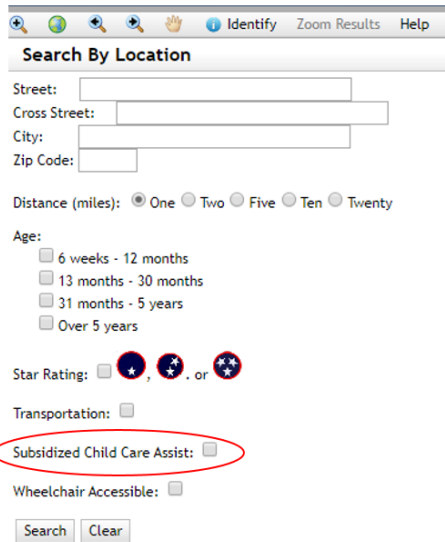 Identify Zoom Results Help
Search By Location
Street:
Cross Street:
City:
Zip Code:
Distance (miles): One Two Five Ten Twenty
Age:
6 weeks - 12 months
13 months - 30 months
31 months - 5 years
Over 5 years
Star Rating: , . or
Transportation:
Subsidized Child Care Assist:
Wheelchair Accessible:
Search Clear